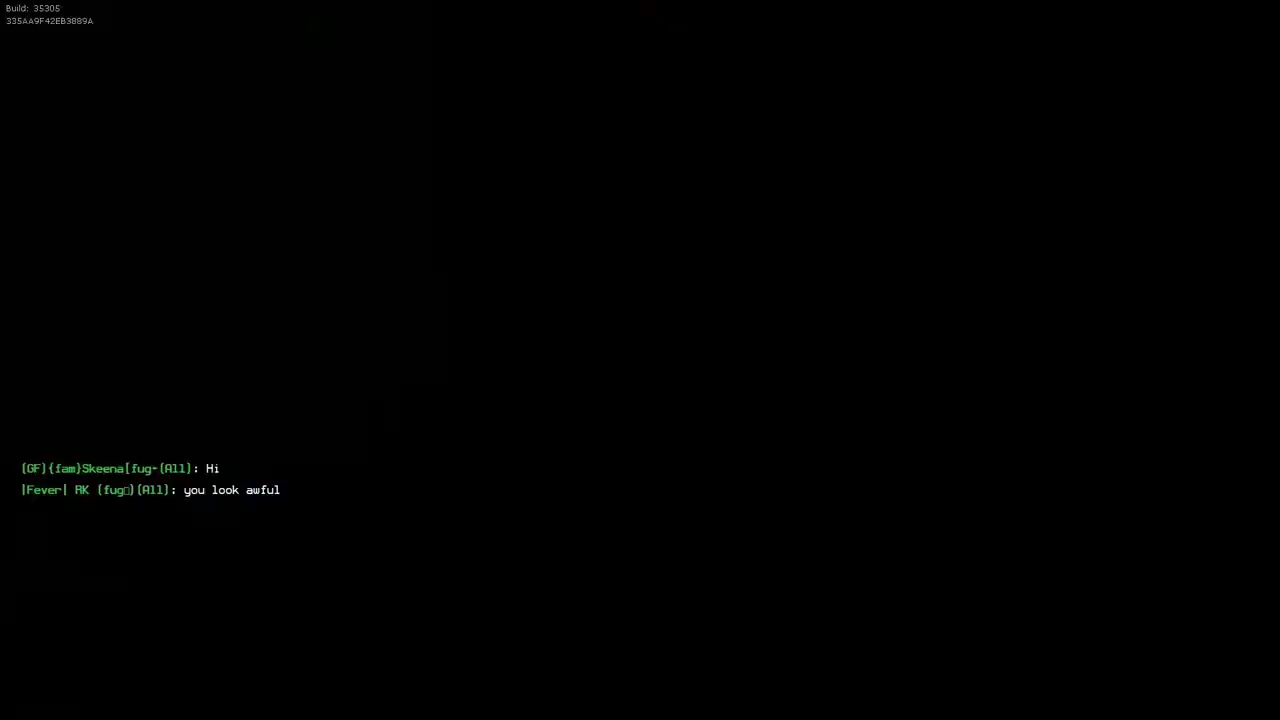 Build: 35305
335AA9F42EB3889A
(GF){fam}Skeena[fug~(All): Hi
|Fever| RK (fug□)(All): you look awful